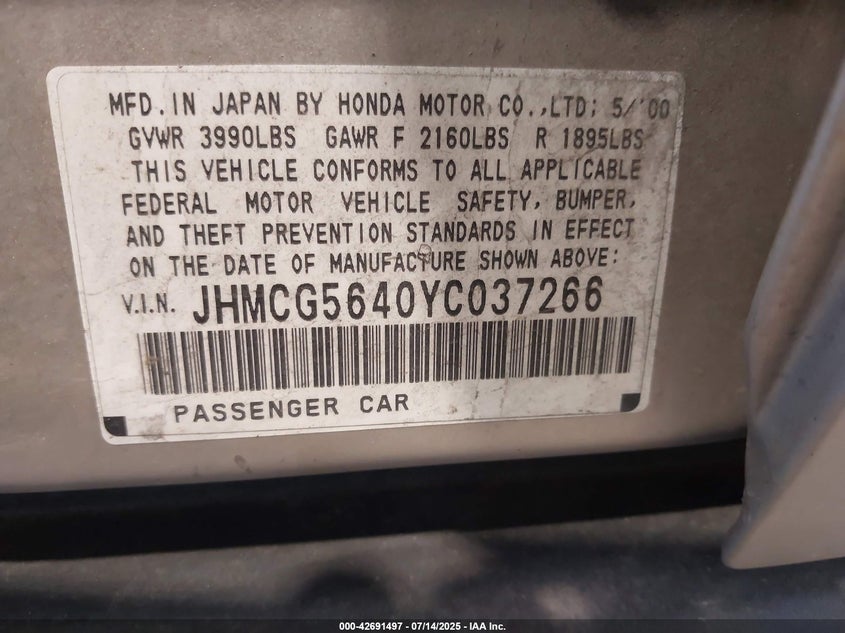 MFD. IN JAPAN BY HONDA MOTOR CO., LTD; 5/'00
GVWR 3990LBS GAWR F 2160LBS R 1895LBS
THIS VEHICLE CONFORMS TO ALL APPLICABLE
FEDERAL MOTOR VEHICLE SAFETY, BUMPER,
AND THEFT PREVENTION STANDARDS IN EFFECT
ON THE DATE OF MANUFACTURE SHOWN ABOVE:
V.I.N. JHMCG5640YC037266
PASSENGER CAR
000-42691497 - 07/14/2025 - IAA Inc.